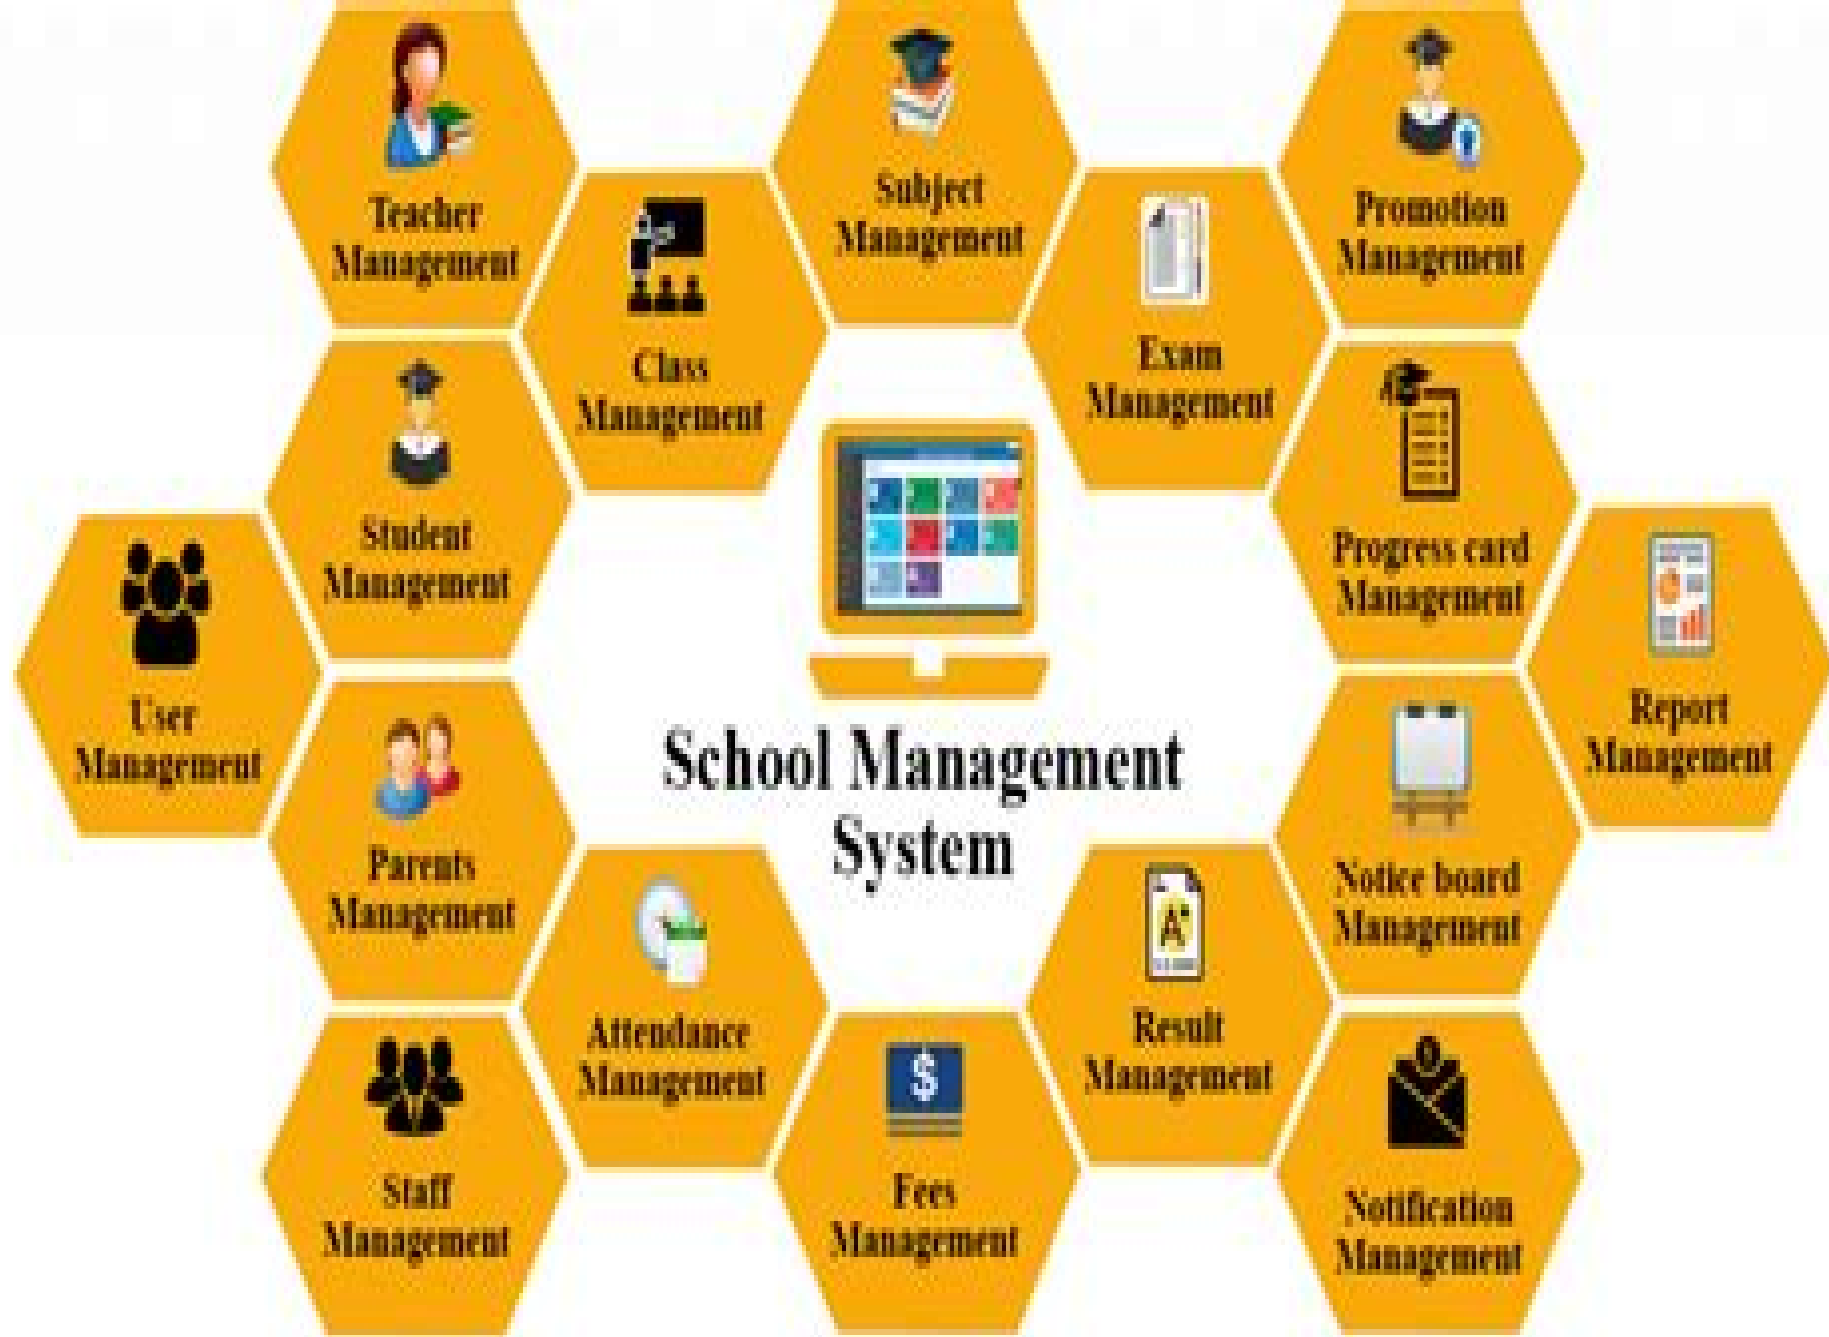 Teacher
Management
Subject
Management
Promotion
Management
Class
Management
Exam
Management
Student
Management
Progress card
Management
User
Management
Report
Management
Parents
Management
School Management
System
Notice board
Management
Attendance
Management
Result
Management
Staff
Management
Fees
Management
Notification
Management
$
A+